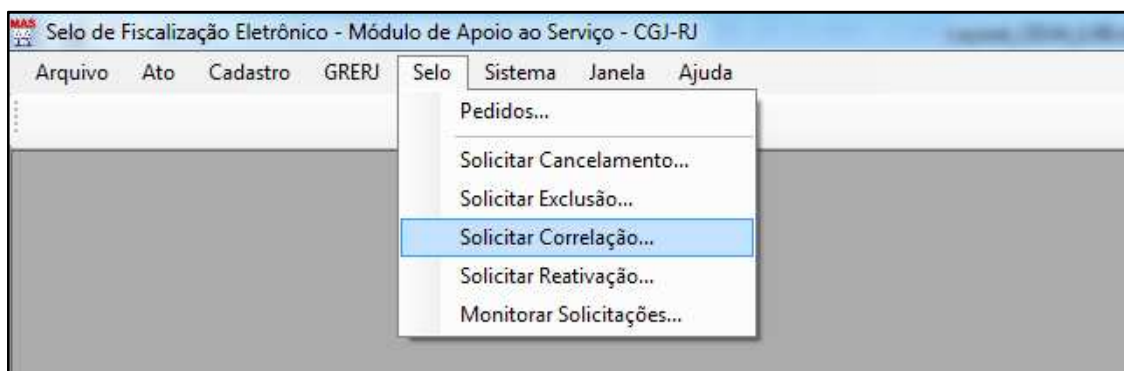 MAS Selo de Fiscalização Eletrônico - Módulo de Apoio ao Serviço - CGJ-RJ
Arquivo Ato Cadastro GRERJ Selo Sistema Janela Ajuda
Pedidos...
Solicitar Cancelamento...
Solicitar Exclusão...
Solicitar Correlação...
Solicitar Reativação...
Monitorar Solicitações...